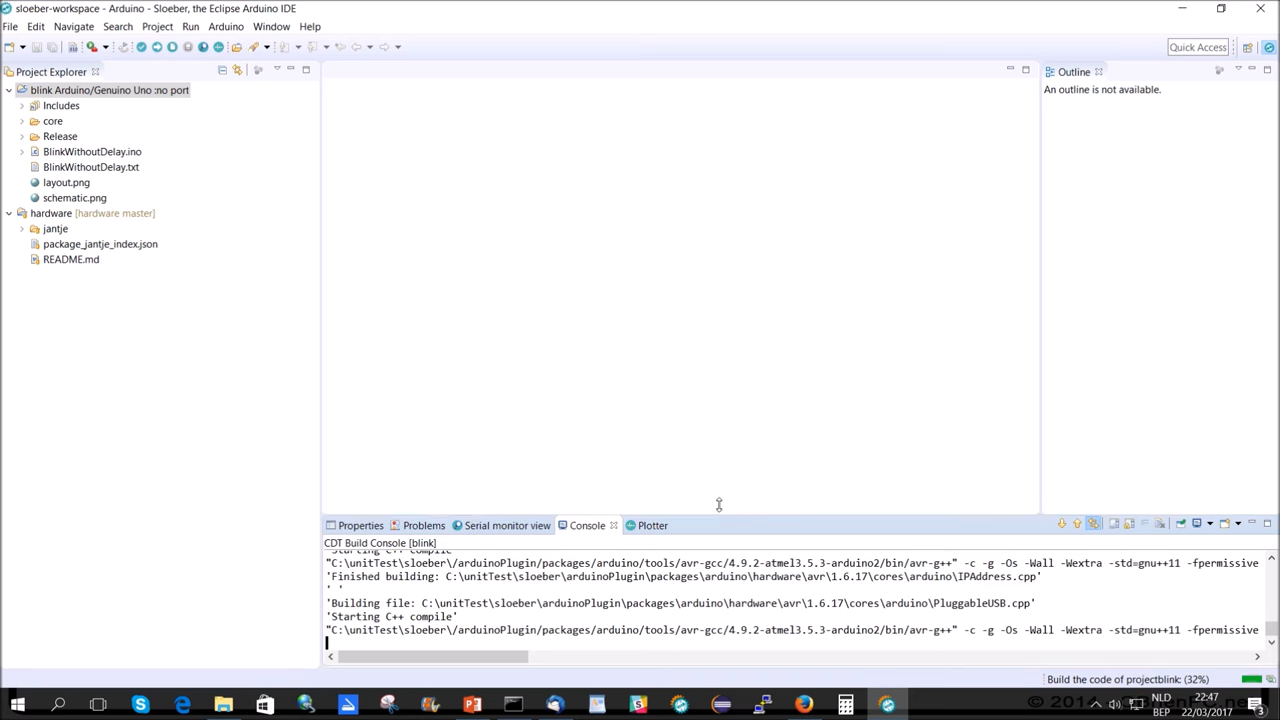 sloeber-workspace - Arduino - Sloeber, the Eclipse Arduino IDE
File Edit Navigate Search Project Run Arduino Window Help
Quick Access
Project Explorer
Outline
blink Arduino/Genuino Uno :no port
An outline is not available.
Includes
core
Release
BlinkWithoutDelay.ino
BlinkWithoutDelay.txt
layout.png
schematic.png
hardware [hardware master]
jantje
package_jantje_index.json
README.md
Properties Problems Serial monitor view Console Plotter
CDT Build Console [blink]
'Starting C++ compile'
"C:\unitTest\sloeber\/arduinoPlugin/packages/arduino/tools/avr-gcc/4.9.2-atmel3.5.3-arduino2/bin/avr-g++" -c -g -Os -Wall -Wextra -std=gnu++11 -fpermissive
'Finished building: C:\unitTest\sloeber\arduinoPlugin\packages\arduino\hardware\avr\1.6.17\cores\arduino\IPAddress.cpp'
' '
'Building file: C:\unitTest\sloeber\arduinoPlugin\packages\arduino\hardware\avr\1.6.17\cores\arduino\PluggableUSB.cpp'
'Starting C++ compile'
"C:\unitTest\sloeber\/arduinoPlugin/packages/arduino/tools/avr-gcc/4.9.2-atmel3.5.3-arduino2/bin/avr-g++" -c -g -Os -Wall -Wextra -std=gnu++11 -fpermissive
Build the code of projectblink: (32%)
NLD
BEP
22:47
22/03/2017